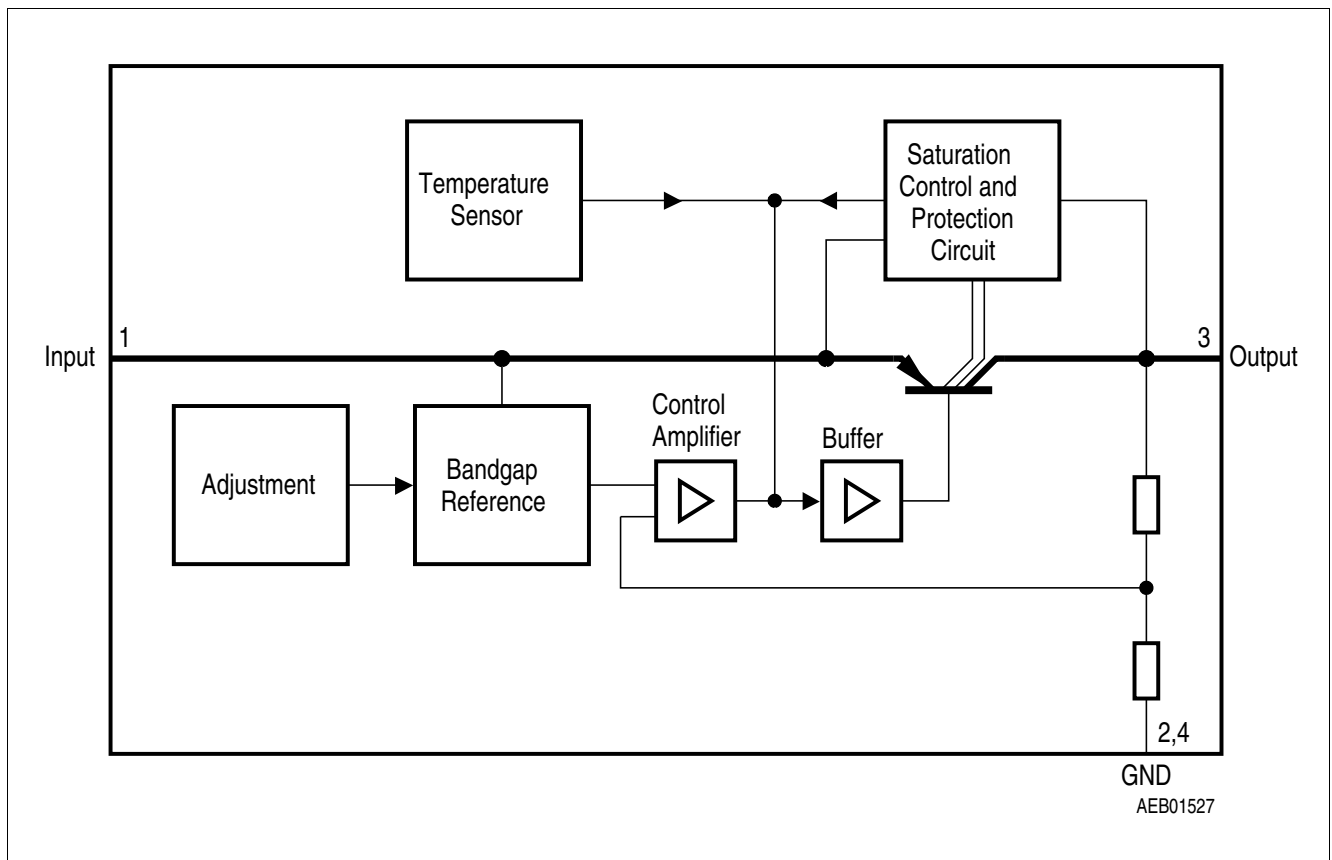 Temperature
Sensor
Saturation
Control and
Protection
Circuit
1
3
Input
Output
Control
Amplifier
Buffer
Adjustment
Bandgap
Reference
2,4
GND
AEB01527